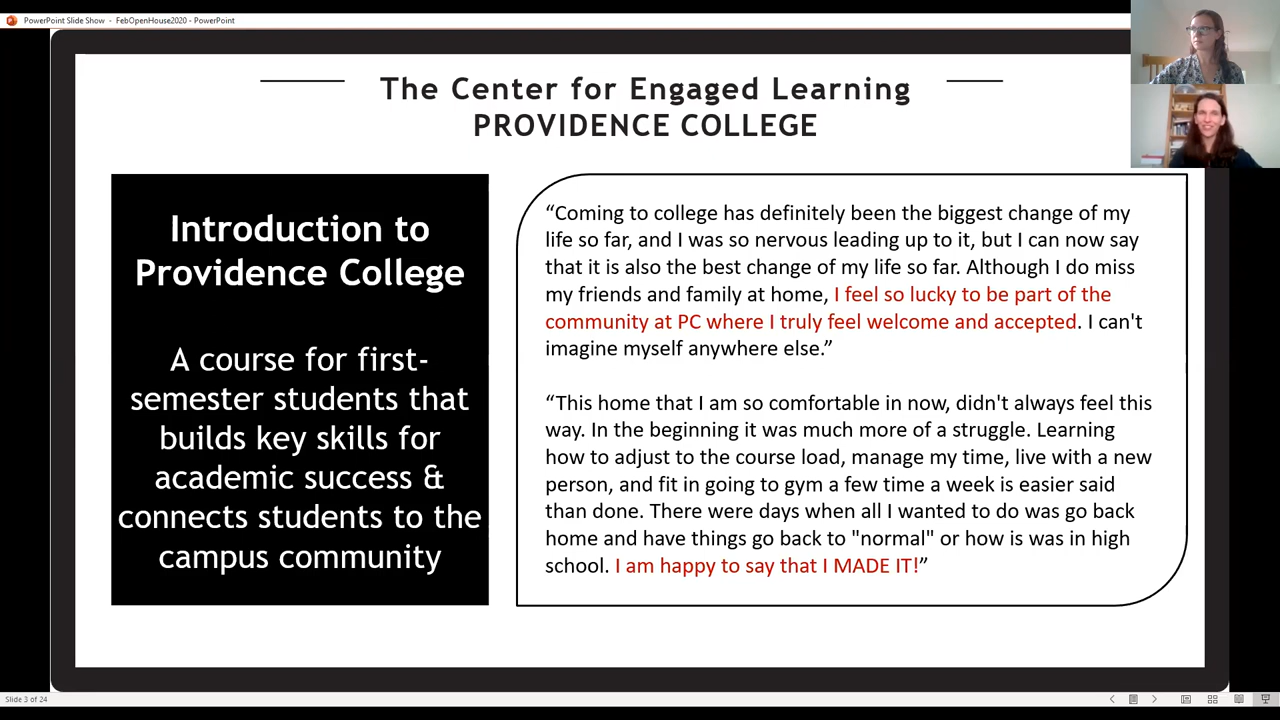 PowerPoint Slide Show - FebOpenHouse2020 - PowerPoint
The Center for Engaged Learning
PROVIDENCE COLLEGE
Introduction to
Providence College
A course for first-
semester students that
builds key skills for
academic success &
connects students to the
campus community
“Coming to college has definitely been the biggest change of my
life so far, and I was so nervous leading up to it, but I can now say
that it is also the best change of my life so far. Although I do miss
my friends and family at home, I feel so lucky to be part of the
community at PC where I truly feel welcome and accepted. I can't
imagine myself anywhere else.”
“This home that I am so comfortable in now, didn't always feel this
way. In the beginning it was much more of a struggle. Learning
how to adjust to the course load, manage my time, live with a new
person, and fit in going to gym a few time a week is easier said
than done. There were days when all I wanted to do was go back
home and have things go back to "normal" or how is was in high
school. I am happy to say that I MADE IT!”
Slide 3 of 24